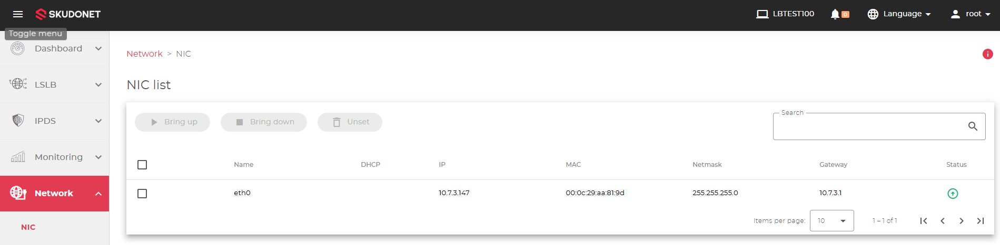 SKUDONET
LBTEST100
0
Language
root
Toggle menu
Dashboard
LSLB
IPDS
Monitoring
Network
NIC
Network > NIC
NIC list
Bring up
Bring down
Unset
Search
Name DHCP IP MAC Netmask Gateway Status
eth0 10.7.3.147 00:0c:29:aa:81:9d 255.255.255.0 10.7.3.1
Items per page: 10 1 – 1 of 1